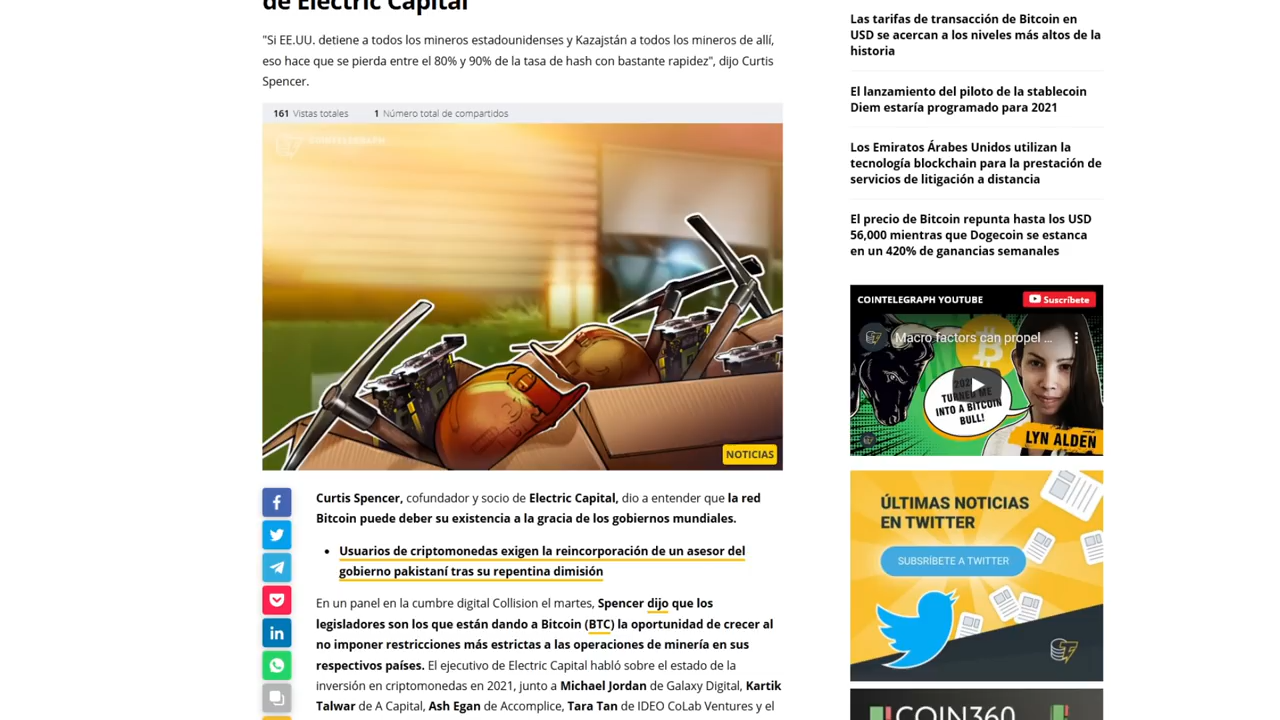 de Electric Capital
"Si EE.UU. detiene a todos los mineros estadounidenses y Kazajstán a todos los mineros de allí,
eso hace que se pierda entre el 80% y 90% de la tasa de hash con bastante rapidez", dijo Curtis
Spencer.
161 Vistas totales 1 Número total de compartidos
COINTELEGRAPH
NOTICIAS
Curtis Spencer, cofundador y socio de Electric Capital, dio a entender que la red
Bitcoin puede deber su existencia a la gracia de los gobiernos mundiales.
• Usuarios de criptomonedas exigen la reincorporación de un asesor del
gobierno pakistaní tras su repentina dimisión
En un panel en la cumbre digital Collision el martes, Spencer dijo que los
legisladores son los que están dando a Bitcoin (BTC) la oportunidad de crecer al
no imponer restricciones más estrictas a las operaciones de minería en sus
respectivos países. El ejecutivo de Electric Capital habló sobre el estado de la
inversión en criptomonedas en 2021, junto a Michael Jordan de Galaxy Digital, Kartik
Talwar de A Capital, Ash Egan de Accomplice, Tara Tan de IDEO CoLab Ventures y el
Las tarifas de transacción de Bitcoin en
USD se acercan a los niveles más altos de la
historia
El lanzamiento del piloto de la stablecoin
Diem estaría programado para 2021
Los Emiratos Árabes Unidos utilizan la
tecnología blockchain para la prestación de
servicios de litigación a distancia
El precio de Bitcoin repunta hasta los USD
56,000 mientras que Dogecoin se estanca
en un 420% de ganancias semanales
COINTELEGRAPH YOUTUBE Suscríbete
Macro factors can propel ...
TURNED ME
INTO A BITCOIN
BULL!
LYN ALDEN
ÚLTIMAS NOTICIAS
EN TWITTER
SUBSRÍBETE A TWITTER
COIN360